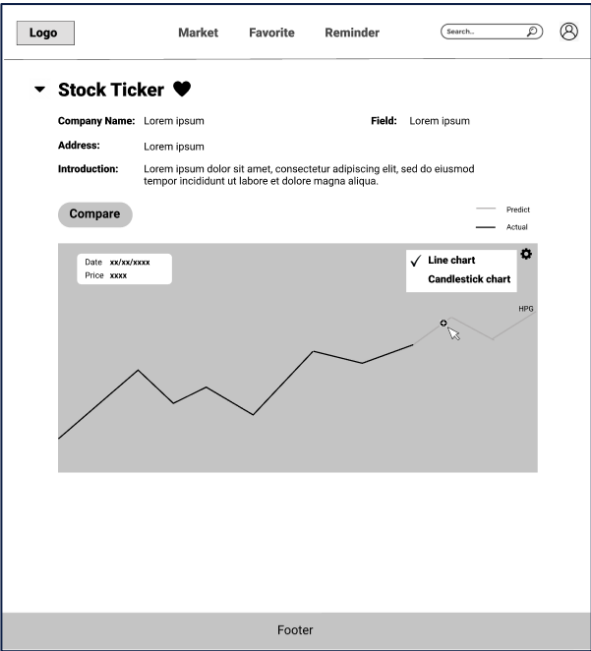 Logo
Market Favorite Reminder
Search...
Stock Ticker
Company Name: Lorem ipsum Field: Lorem ipsum
Address: Lorem ipsum
Introduction: Lorem ipsum dolor sit amet, consectetur adipiscing elit, sed do eiusmod
tempor incididunt ut labore et dolore magna aliqua.
Compare
Predict
Actual
Date xx/xx/xxxx
Price xxxx
Line chart
Candlestick chart
HPG
Footer